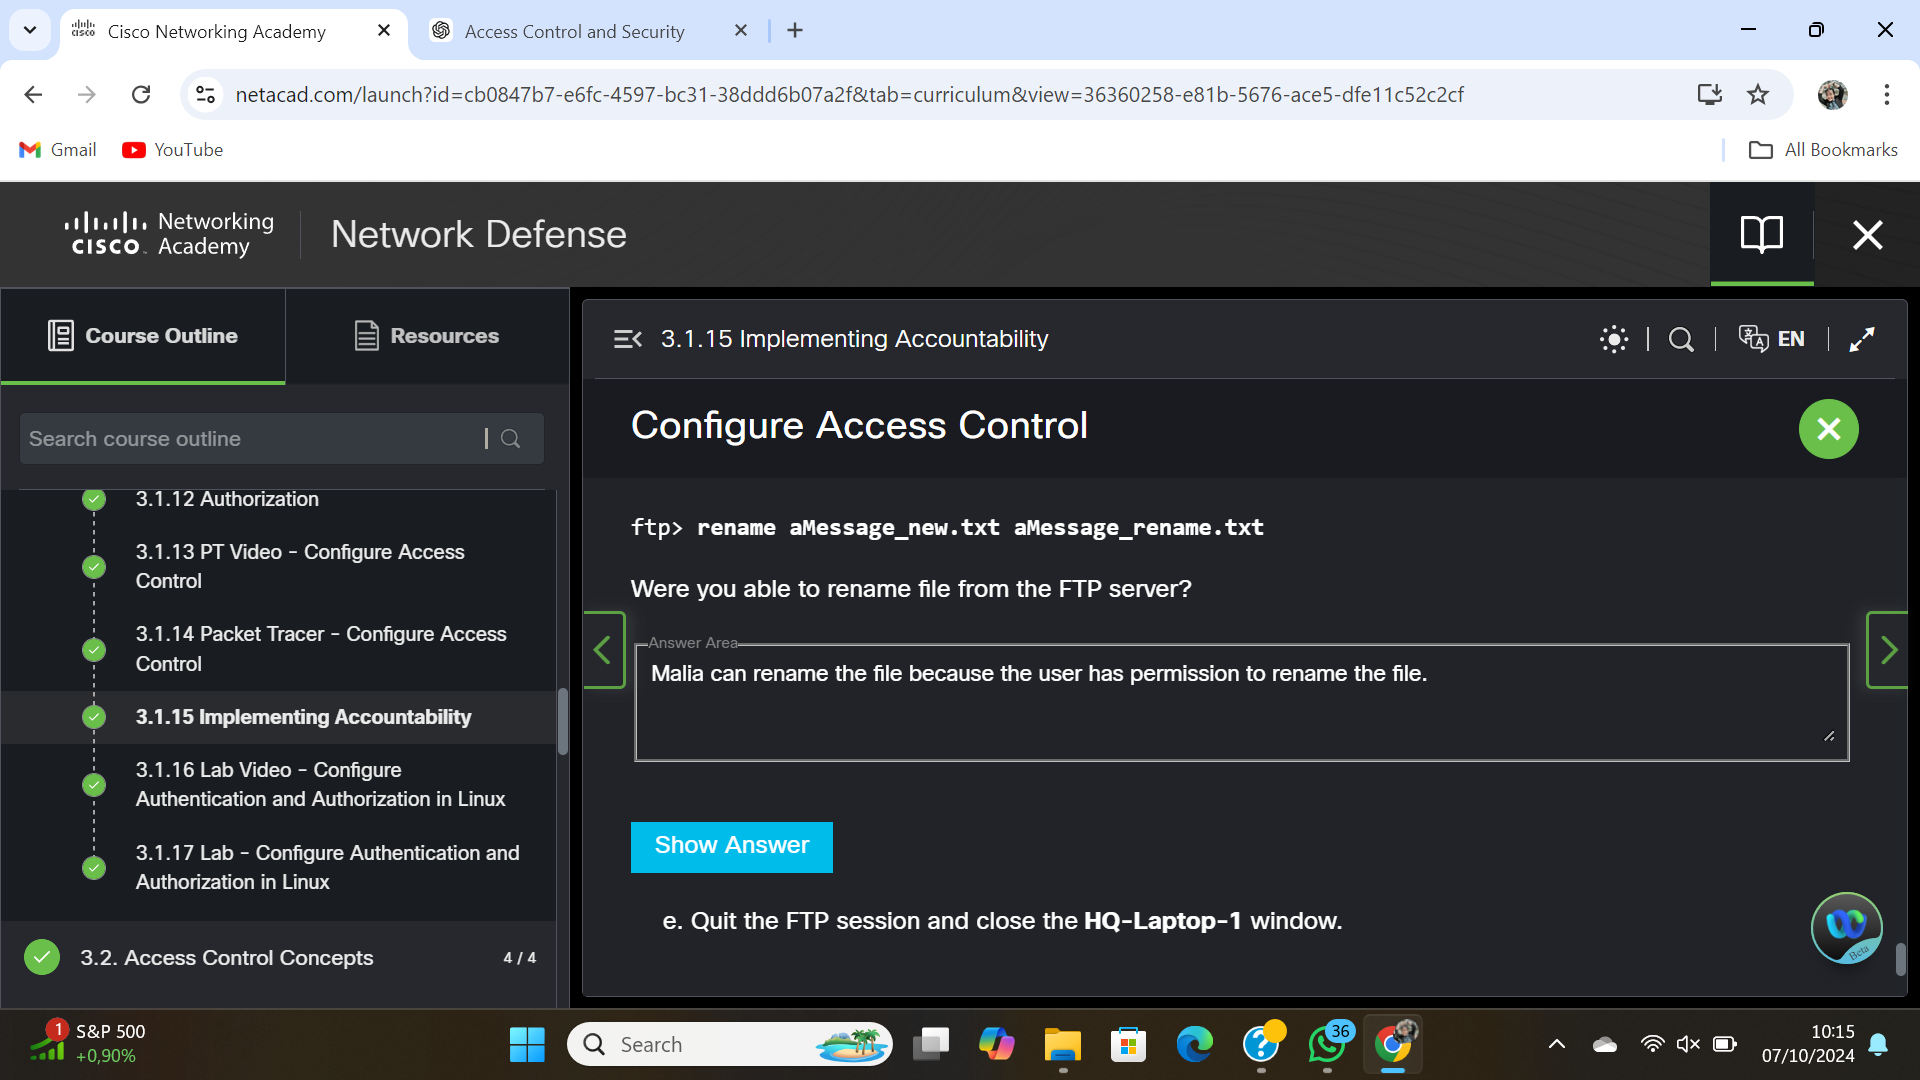 Cisco Networking Academy
Access Control and Security
netacad.com/launch?id=cb0847b7-e6fc-4597-bc31-38ddd6b07a2f&tab=curriculum&view=36360258-e81b-5676-ace5-dfe11c52c2cf
Gmail
YouTube
All Bookmarks
CISCO Networking Academy
Network Defense
Course Outline
Resources
Search course outline
3.1.12 Authorization
3.1.13 PT Video - Configure Access
Control
3.1.14 Packet Tracer - Configure Access
Control
3.1.15 Implementing Accountability
3.1.16 Lab Video - Configure
Authentication and Authorization in Linux
3.1.17 Lab - Configure Authentication and
Authorization in Linux
3.2. Access Control Concepts 4 / 4
3.1.15 Implementing Accountability
EN
Configure Access Control
ftp> rename aMessage_new.txt aMessage_rename.txt
Were you able to rename file from the FTP server?
Answer Area
Malia can rename the file because the user has permission to rename the file.
Show Answer
e. Quit the FTP session and close the HQ-Laptop-1 window.
Beta
1
S&P 500
+0,90%
Search
36
10:15
07/10/2024